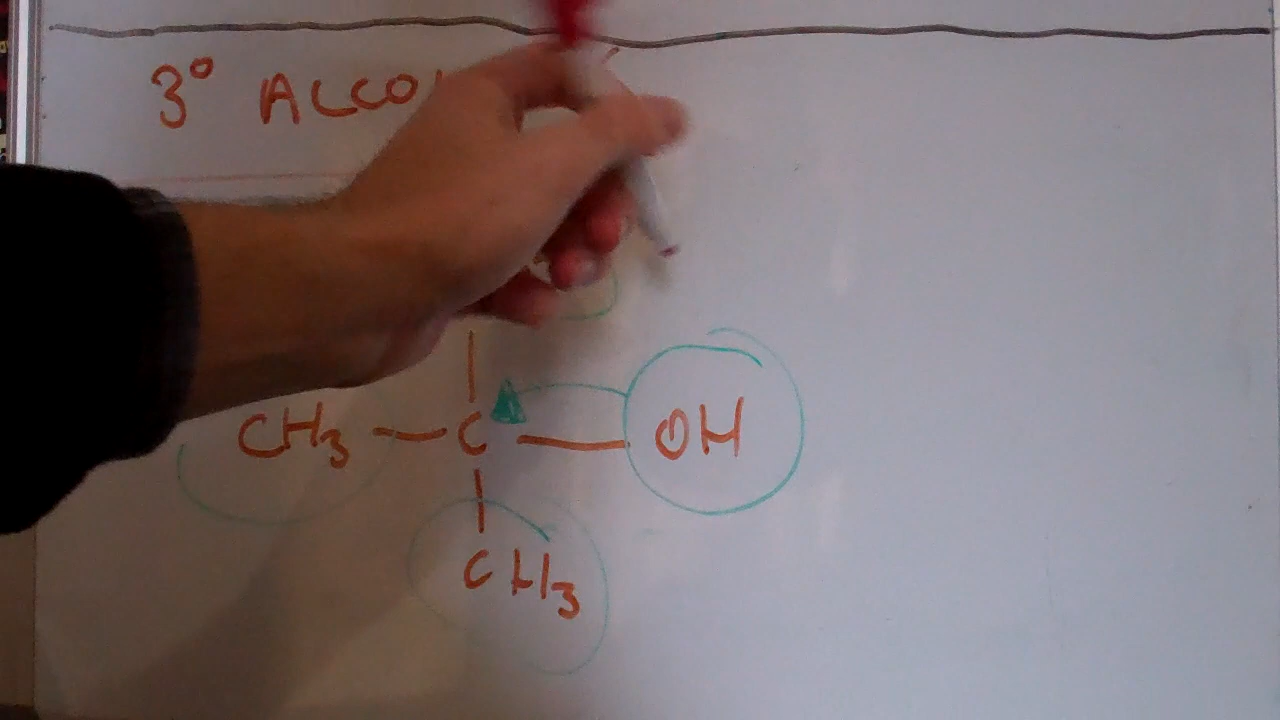 3° ALCO
CH3 — C — OH
CH3